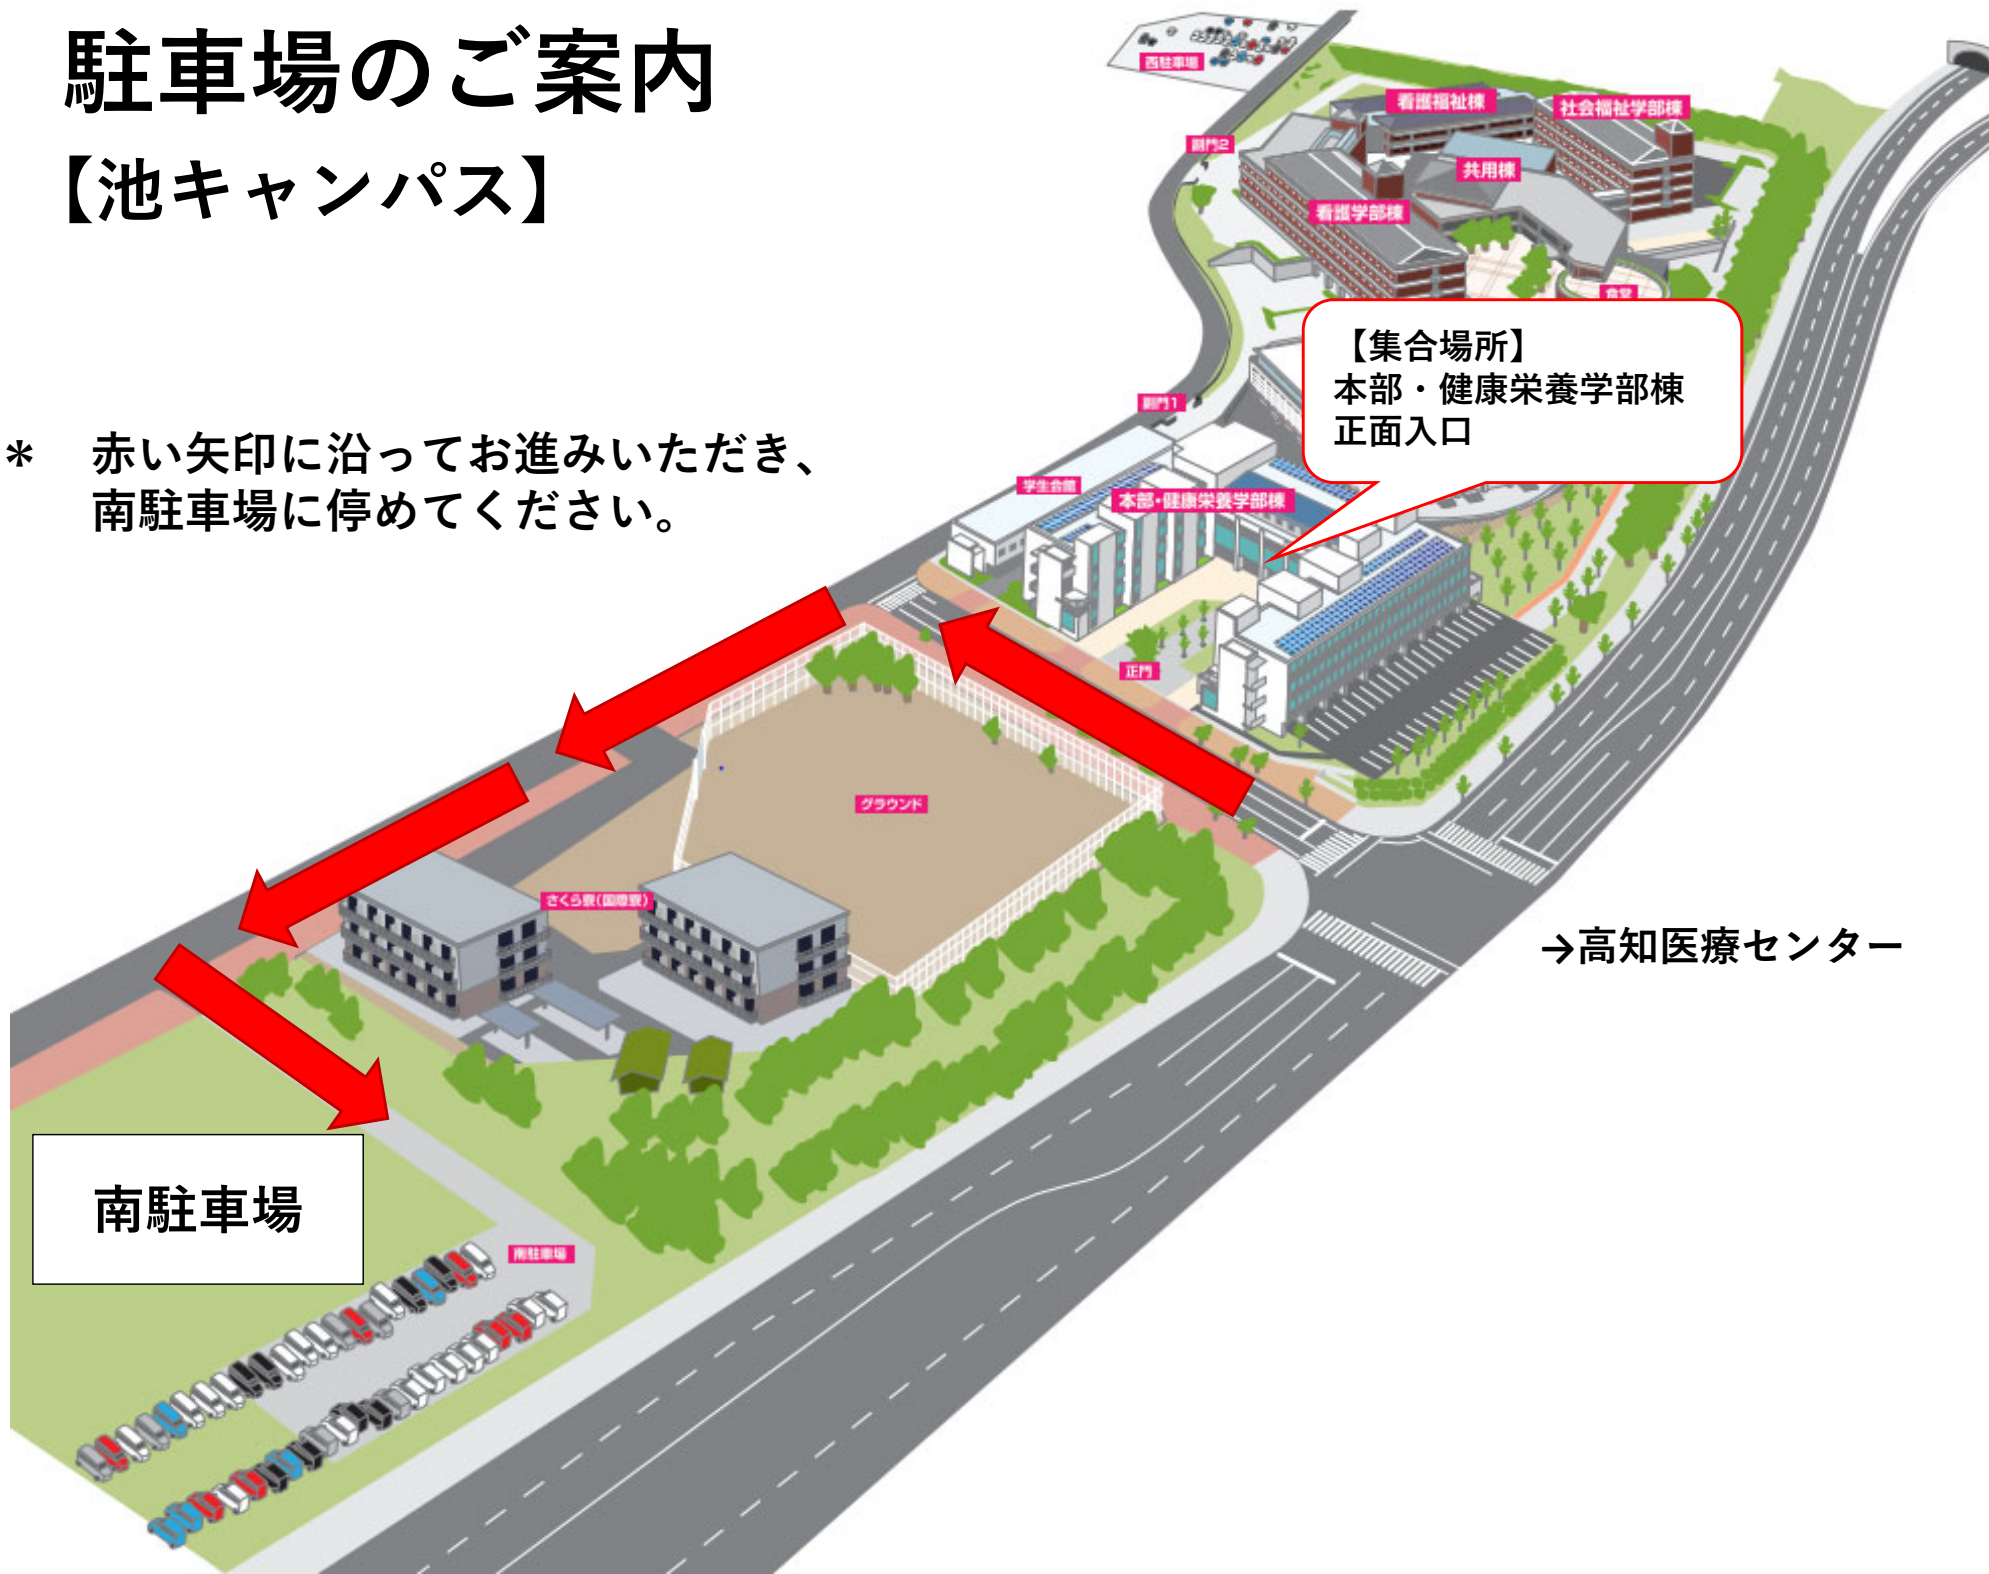 駐車場のご案内
【池キャンパス】
西駐車場
看護福祉棟
社会福祉学部棟
副門2
共用棟
看護学部棟
食堂
【集合場所】
本部・健康栄養学部棟
正面入口
副門1
* 赤い矢印に沿ってお進みいただき、
南駐車場に停めてください。
学生会館
本部・健康栄養学部棟
正門
グラウンド
さくら寮(国際寮)
→高知医療センター
南駐車場
南駐車場